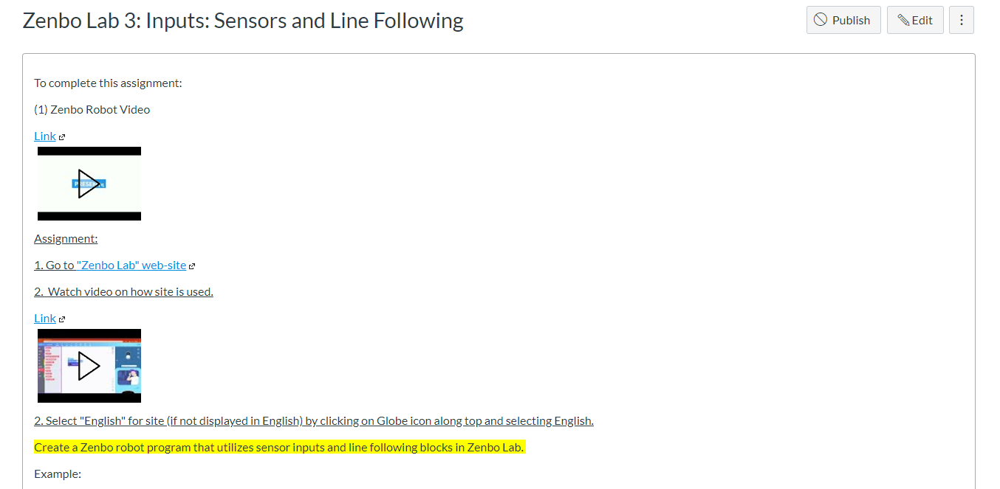 Zenbo Lab 3: Inputs: Sensors and Line Following
Publish
Edit
To complete this assignment:
(1) Zenbo Robot Video
Link
Assignment:
1. Go to "Zenbo Lab" web-site
2.  Watch video on how site is used.
Link
2. Select "English" for site (if not displayed in English) by clicking on Globe icon along top and selecting English.
Create a Zenbo robot program that utilizes sensor inputs and line following blocks in Zenbo Lab.
Example: